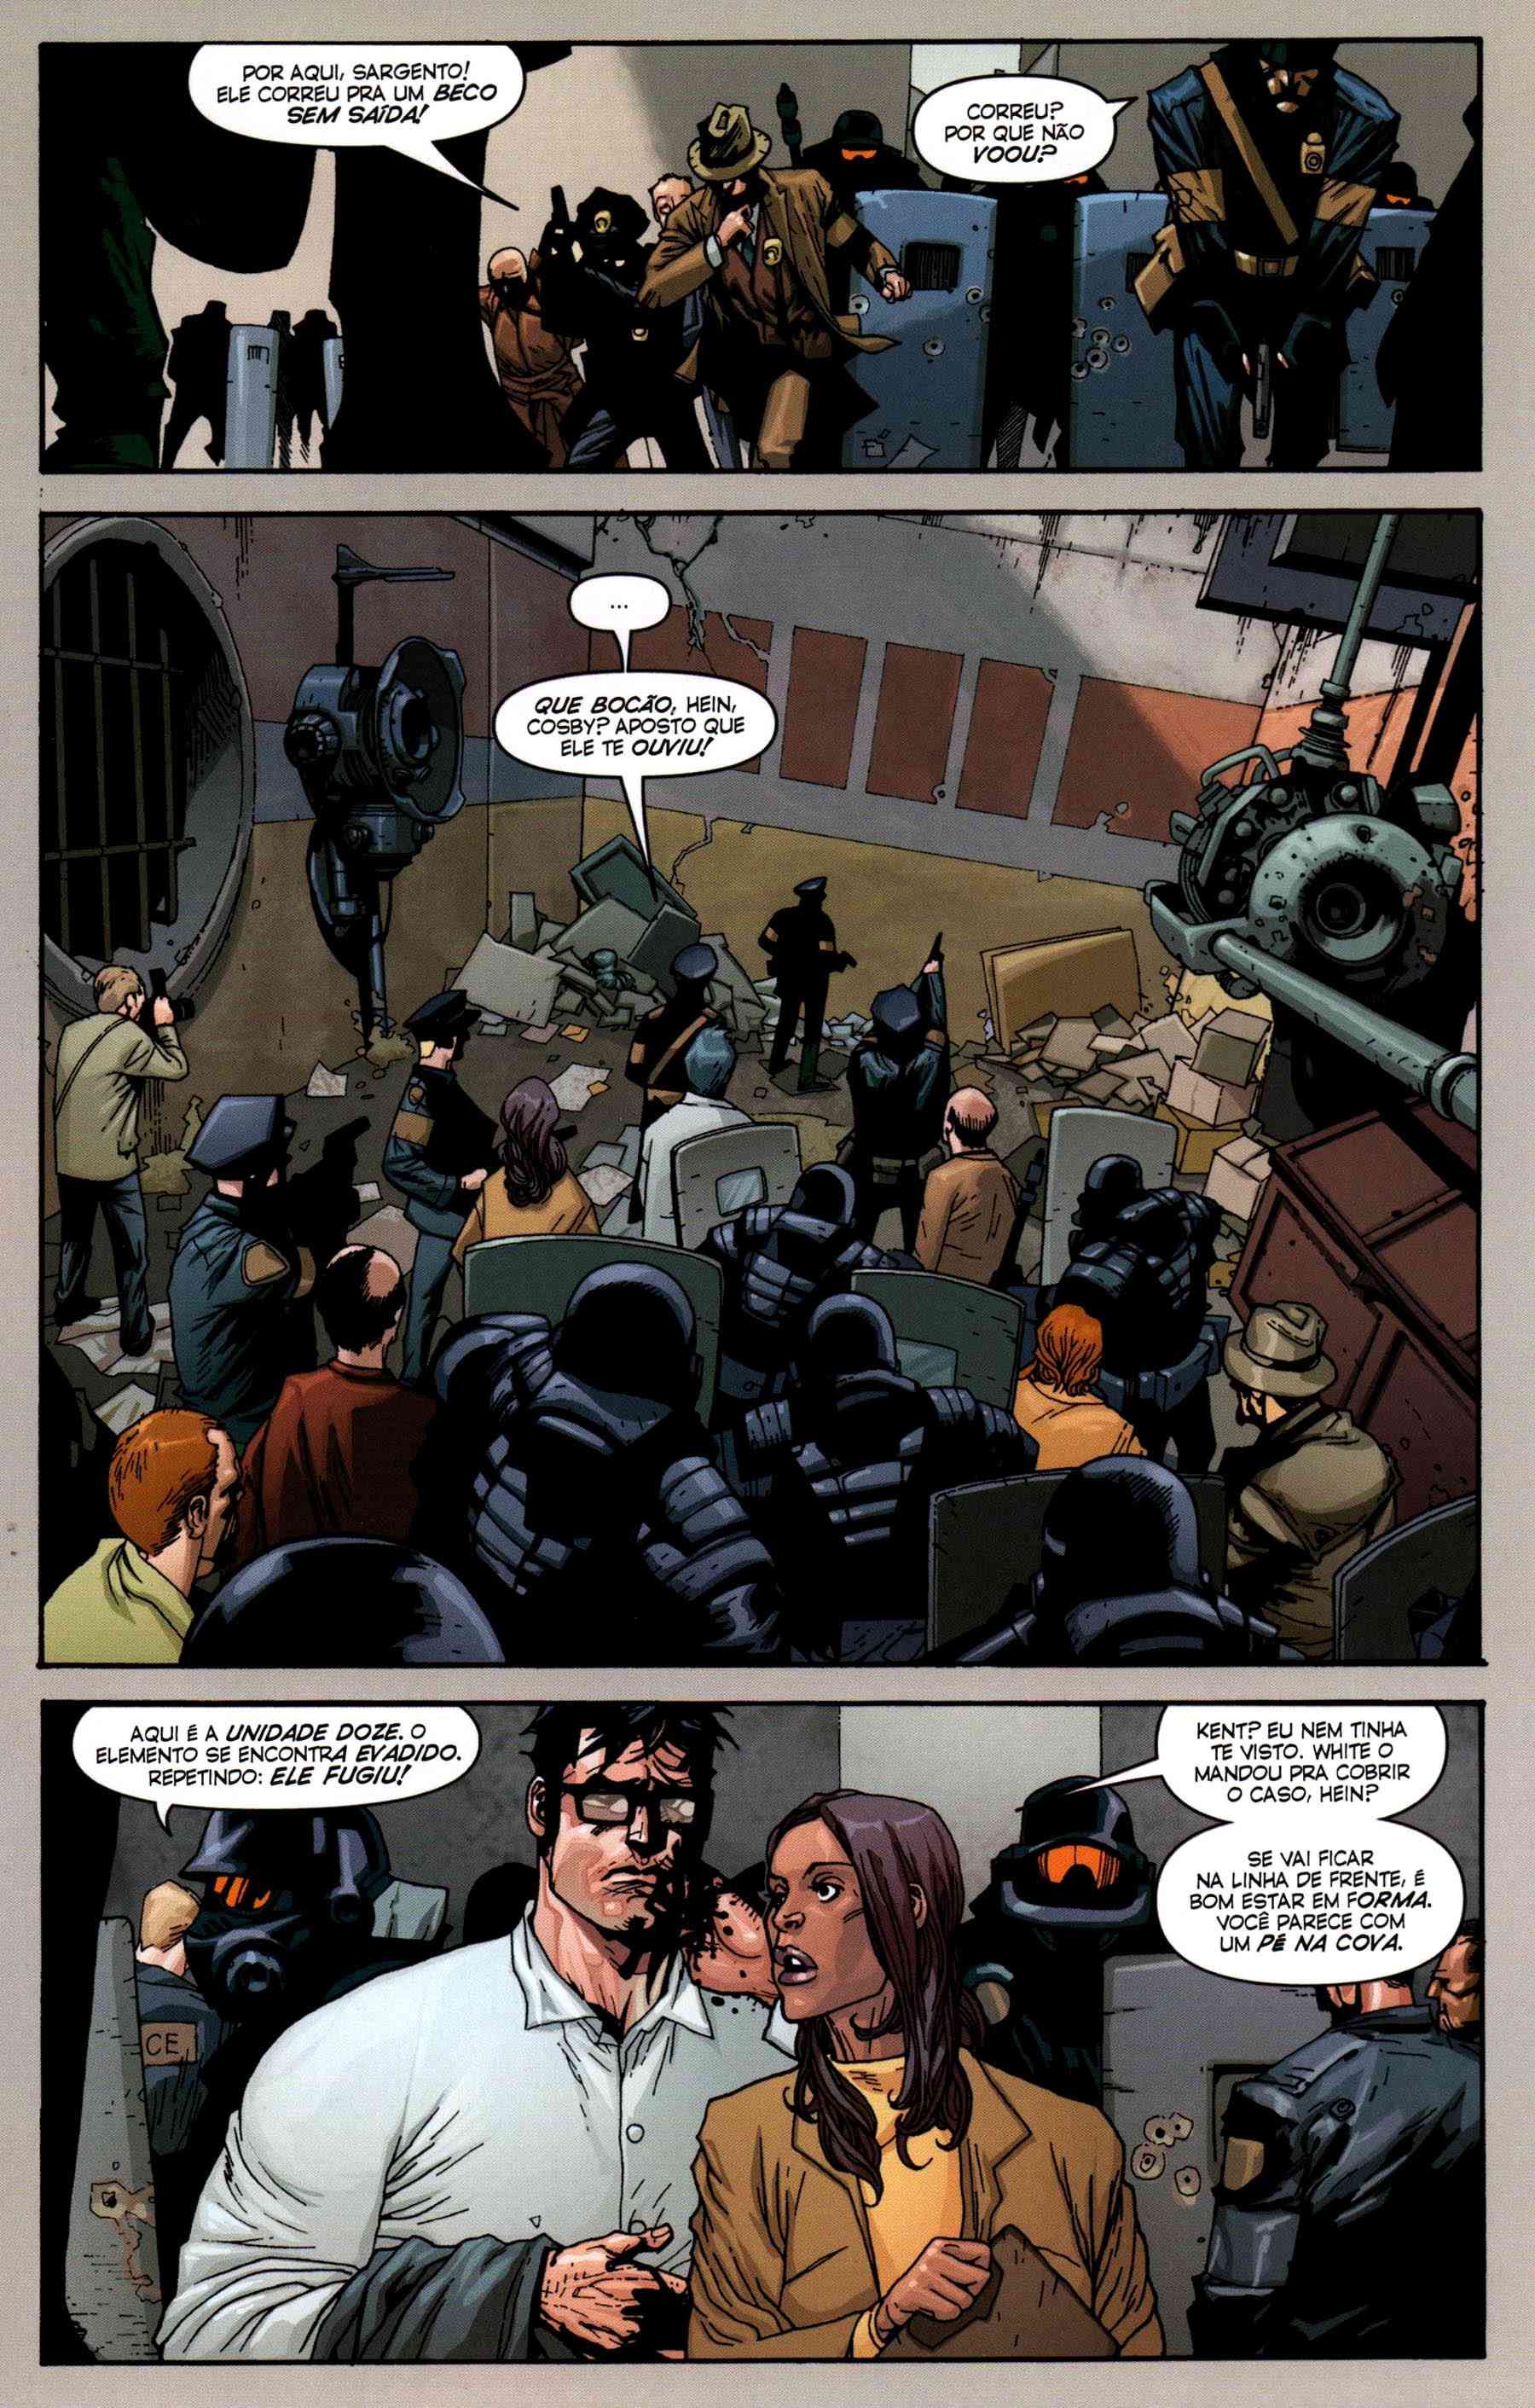 POR AQUI, SARGENTO!
ELE CORREU PRA UM BECO
SEM SAÍDA!
CORREU?
POR QUE NÃO
VOOU?
...
QUE BOCÃO, HEIN,
COSBY? APOSTO QUE
ELE TE OUVIU!
AQUI É A UNIDADE DOZE. O
ELEMENTO SE ENCONTRA EVADIDO.
REPETINDO: ELE FUGIU!
KENT? EU NEM TINHA
TE VISTO. WHITE O
MANDOU PRA COBRIR
O CASO, HEIN?
SE VAI FICAR
NA LINHA DE FRENTE, É
BOM ESTAR EM FORMA.
VOCÊ PARECE COM
UM PÉ NA COVA.
CE